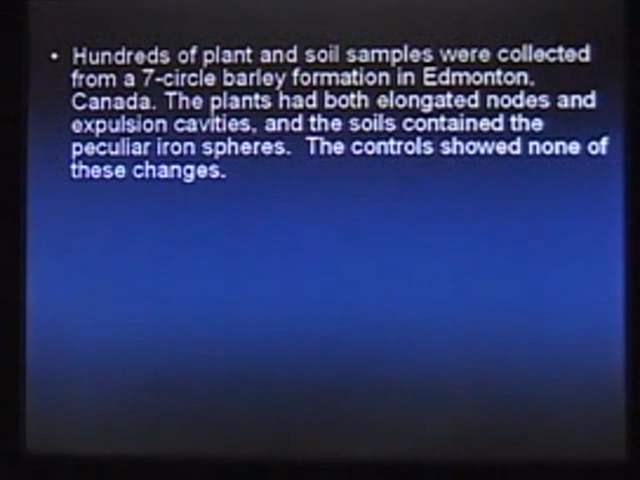 • Hundreds of plant and soil samples were collected
from a 7-circle barley formation in Edmonton,
Canada. The plants had both elongated nodes and
expulsion cavities, and the soils contained the
peculiar iron spheres.  The controls showed none of
these changes.